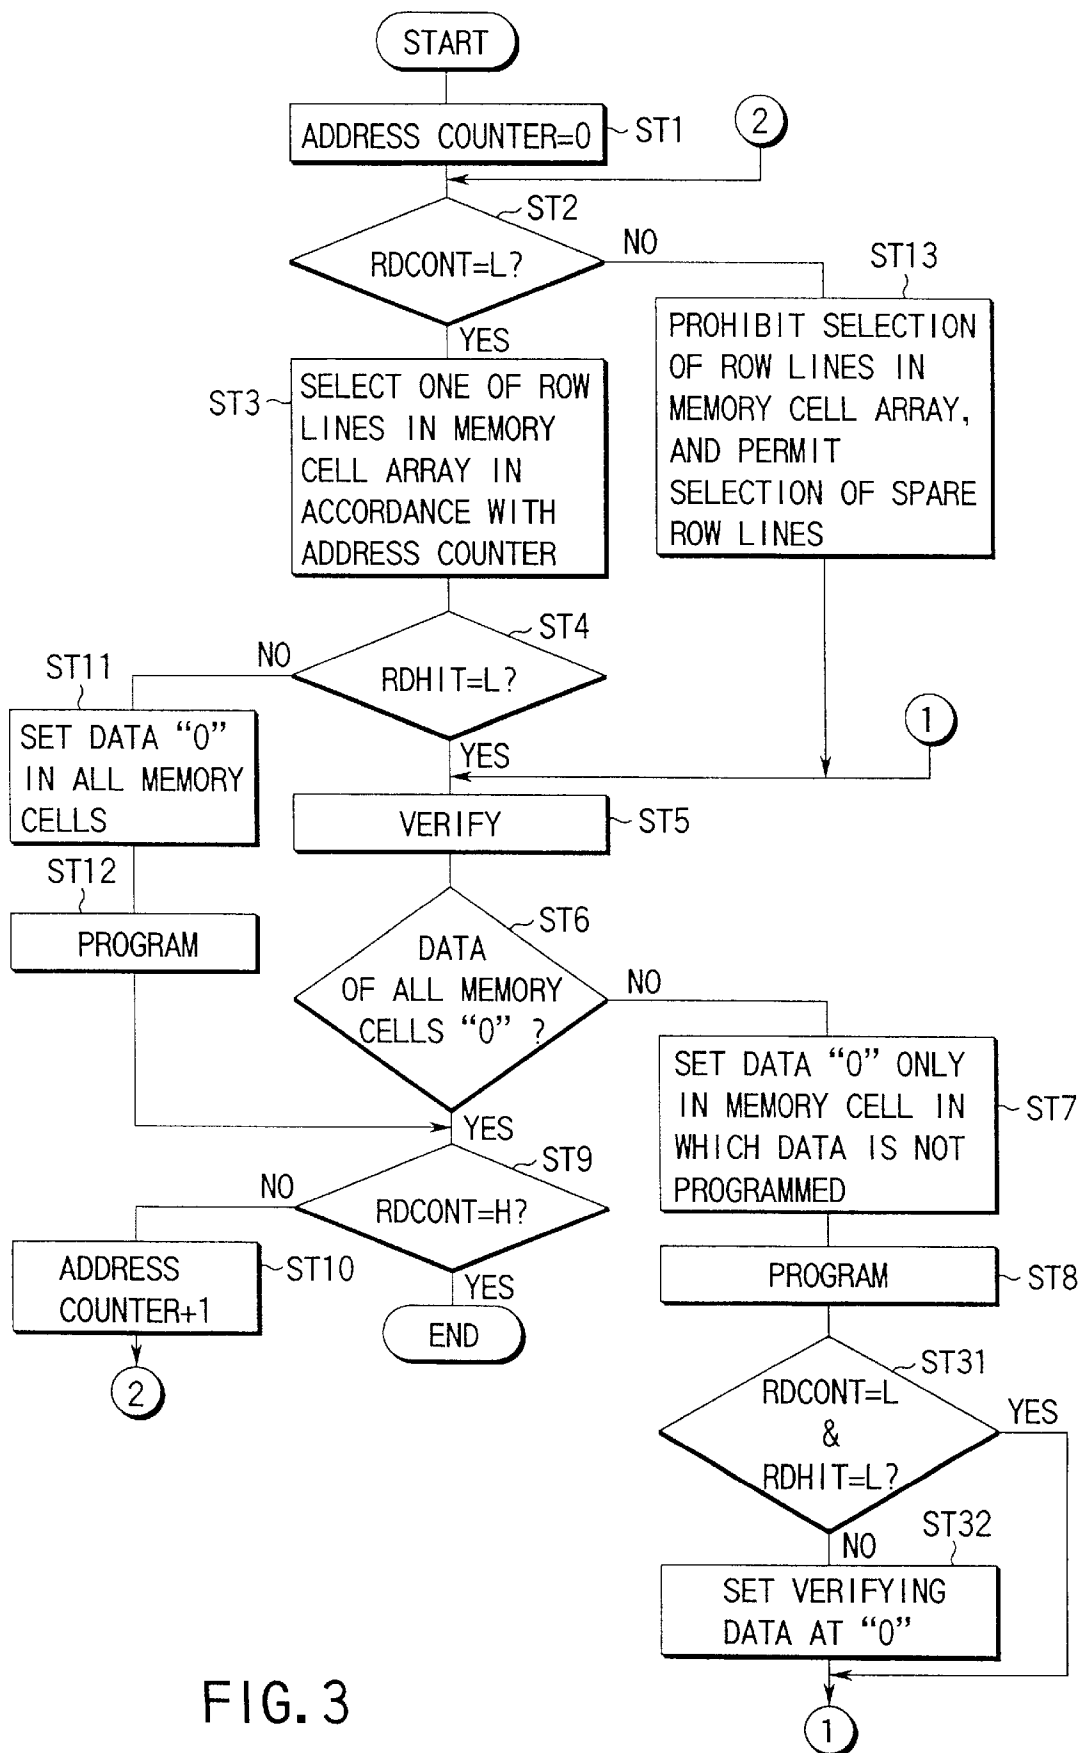 START
ADDRESS COUNTER=0
ST1
2
ST2
RDCONT=L?
NO
YES
ST13
PROHIBIT SELECTION
OF ROW LINES IN
MEMORY CELL ARRAY,
AND PERMIT
SELECTION OF SPARE
ROW LINES
ST3
SELECT ONE OF ROW
LINES IN MEMORY
CELL ARRAY IN
ACCORDANCE WITH
ADDRESS COUNTER
ST4
RDHIT=L?
NO
YES
ST11
SET DATA “0”
IN ALL MEMORY
CELLS
1
VERIFY
ST5
ST12
PROGRAM
ST6
DATA
OF ALL MEMORY
CELLS “0” ?
NO
YES
SET DATA “0” ONLY
IN MEMORY CELL IN
WHICH DATA IS NOT
PROGRAMMED
ST7
ST9
RDCONT=H?
NO
YES
ADDRESS
COUNTER+1
ST10
2
END
PROGRAM
ST8
ST31
RDCONT=L
&
RDHIT=L?
YES
NO
ST32
SET VERIFYING
DATA AT “0”
1
FIG. 3